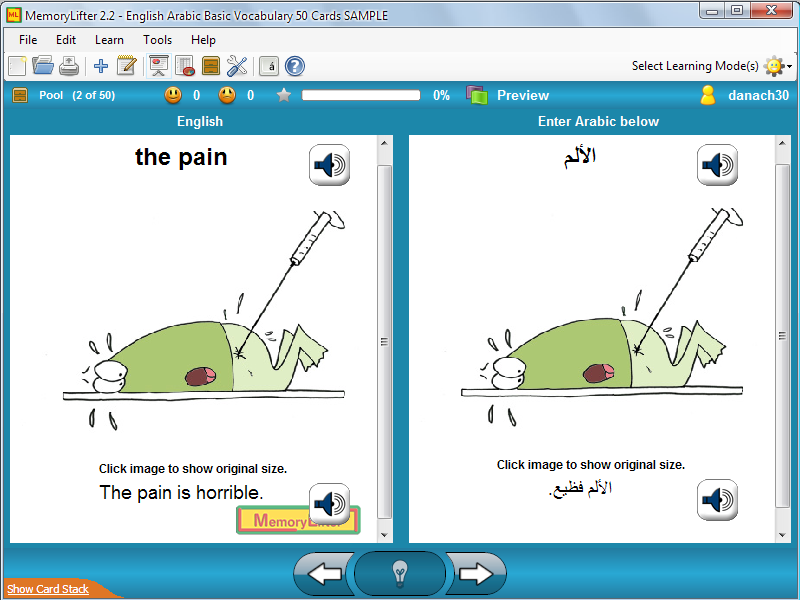 MemoryLifter 2.2 - English Arabic Basic Vocabulary 50 Cards SAMPLE
File Edit Learn Tools Help
á ? Select Learning Mode(s)
Pool (2 of 50) 0 0 0% Preview danach30
English
Enter Arabic below
the pain
الألم
Click image to show original size.
Click image to show original size.
The pain is horrible.
الألم فظيع.
MemoryLifter
Show Card Stack